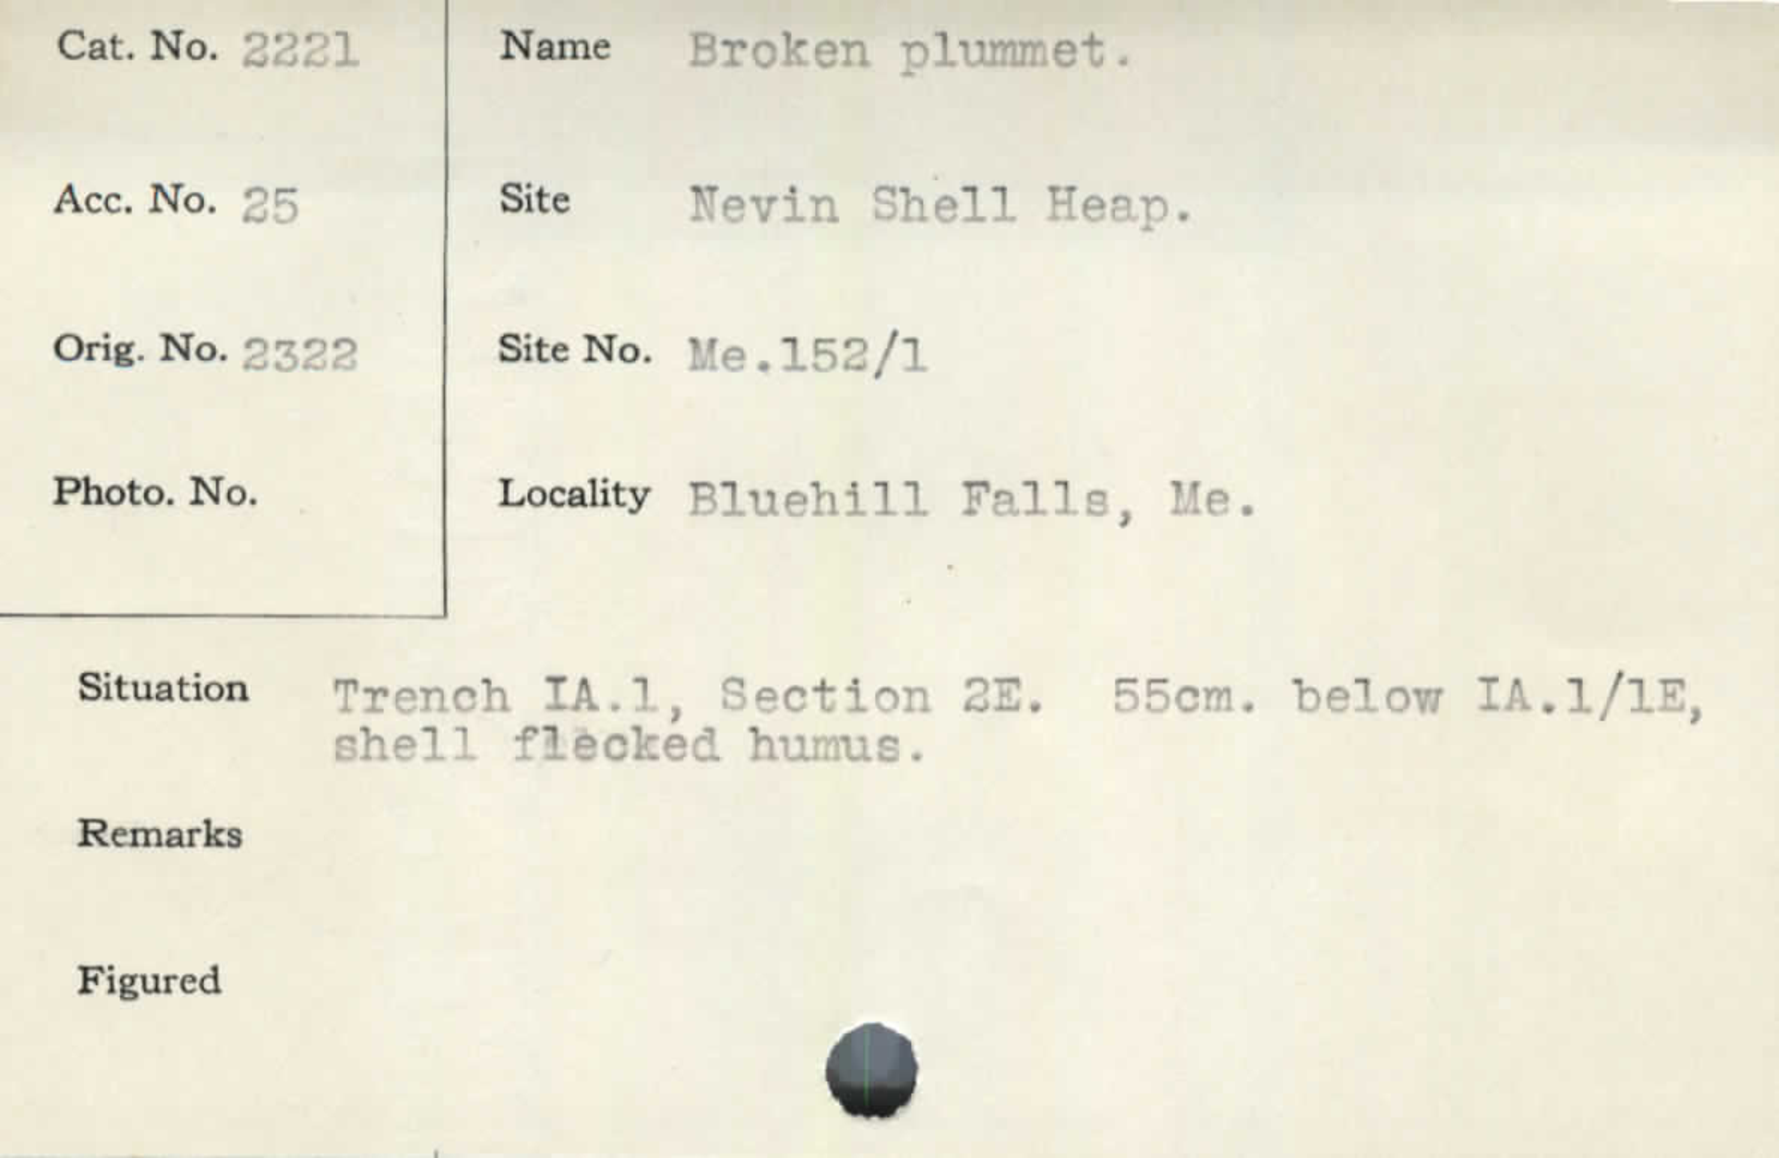 Cat. No. 2221
Name Broken plummet.
Acc. No. 25
Site Nevin Shell Heap.
Orig. No. 2322
Site No. Me.152/1
Photo. No.
Locality Bluehill Falls, Me.
Situation Trench IA.1, Section 2E. 55cm. below IA.1/1E,
shell flecked humus.
Remarks
Figured